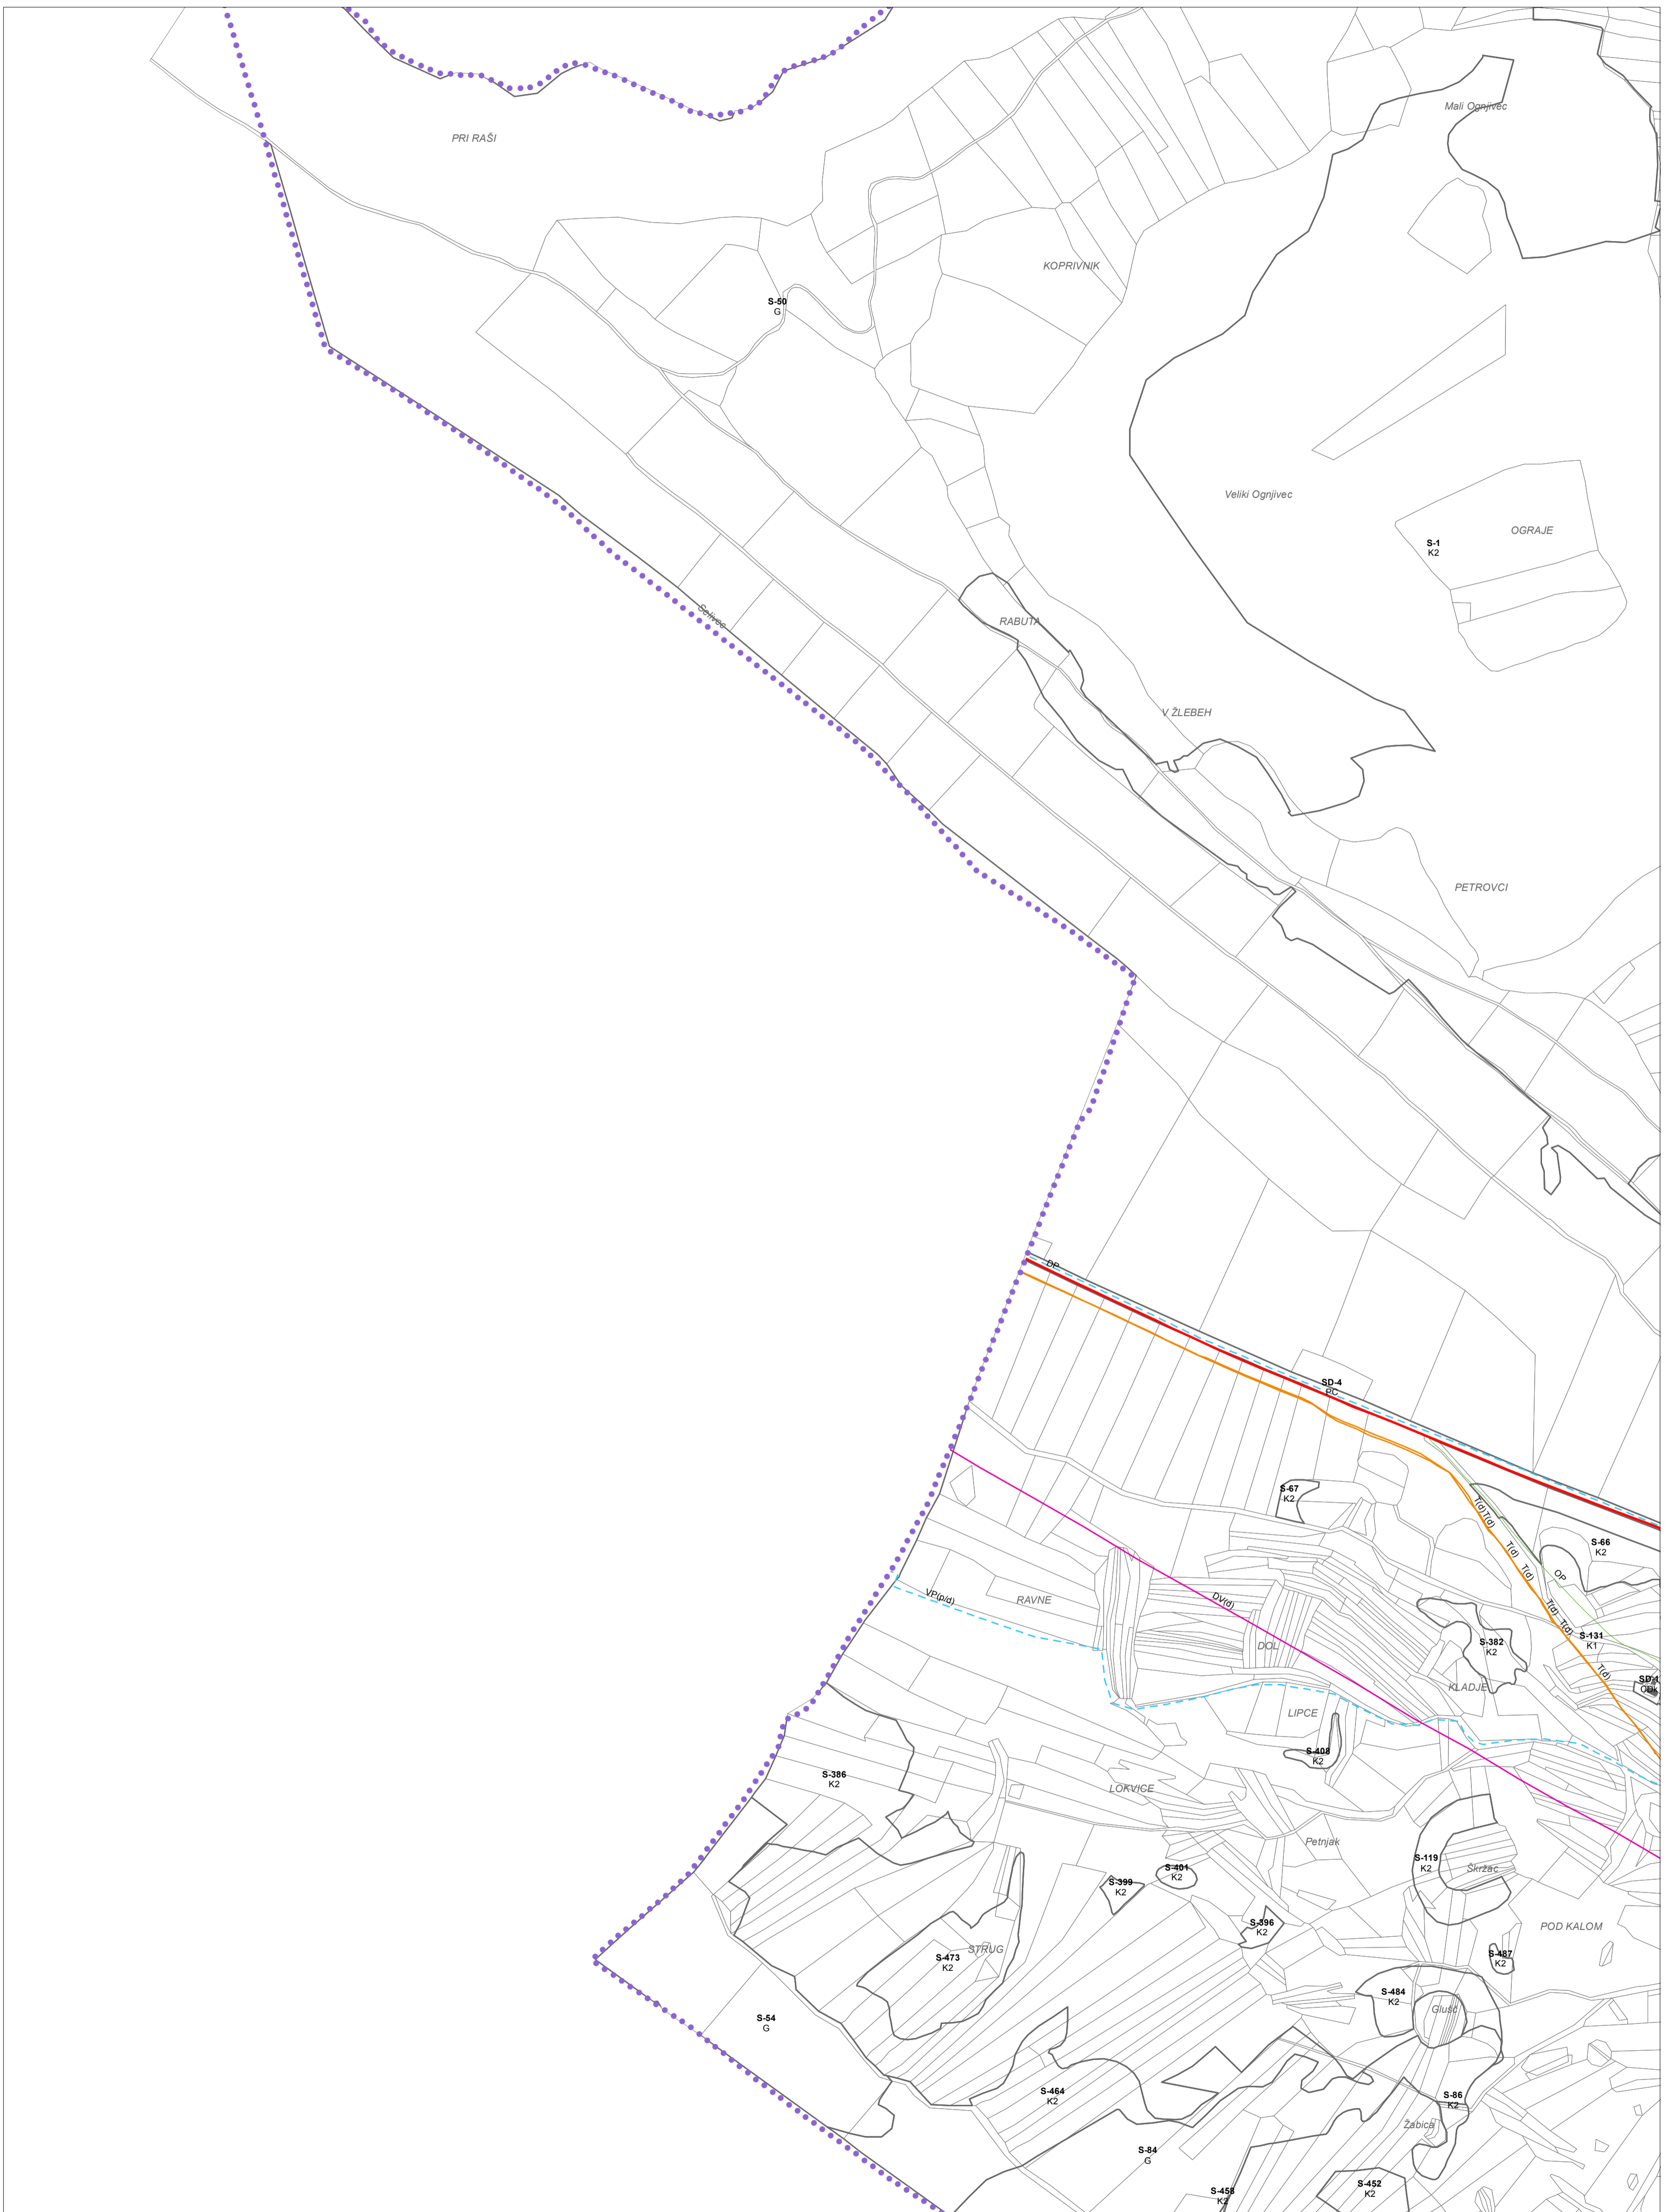 Mali Ognjivec
PRI RAŠI
KOPRIVNIK
S-50
G
Veliki Ognjivec
OGRAJE
S-1
K2
Selivec
RABUTA
V ŽLEBEH
PETROVCI
DP
SD-4
PC
S-67
K2
T(d)
T(d)
T(d)
T(d)
S-66
K2
OP
VP(p/d)
RAVNE
DV(d)
T(d)
T(d)
S-131
K1
DOL
S-382
K2
T(d)
KLADJE
LIPCE
S-408
K2
S-386
K2
LOKVICE
Petnjak
S-119
K2
Škržac
S-401
K2
S-399
K2
S-396
K2
POD KALOM
STRUG
S-473
K2
S-487
K2
S-484
K2
Glušč
S-54
G
S-464
K2
S-86
K2
Žabica
S-84
G
S-458
K2
S-452
K2